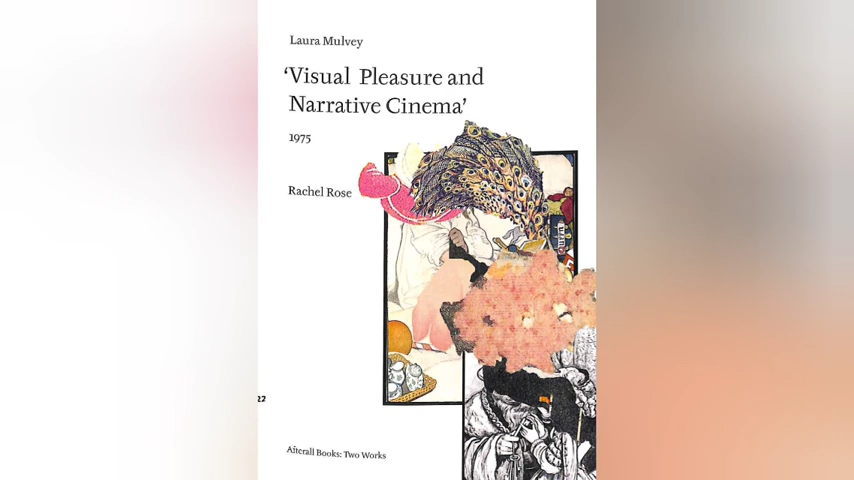 Laura Mulvey
‘Visual Pleasure and
Narrative Cinema’
1975
Rachel Rose
22
Afterall Books: Two Works